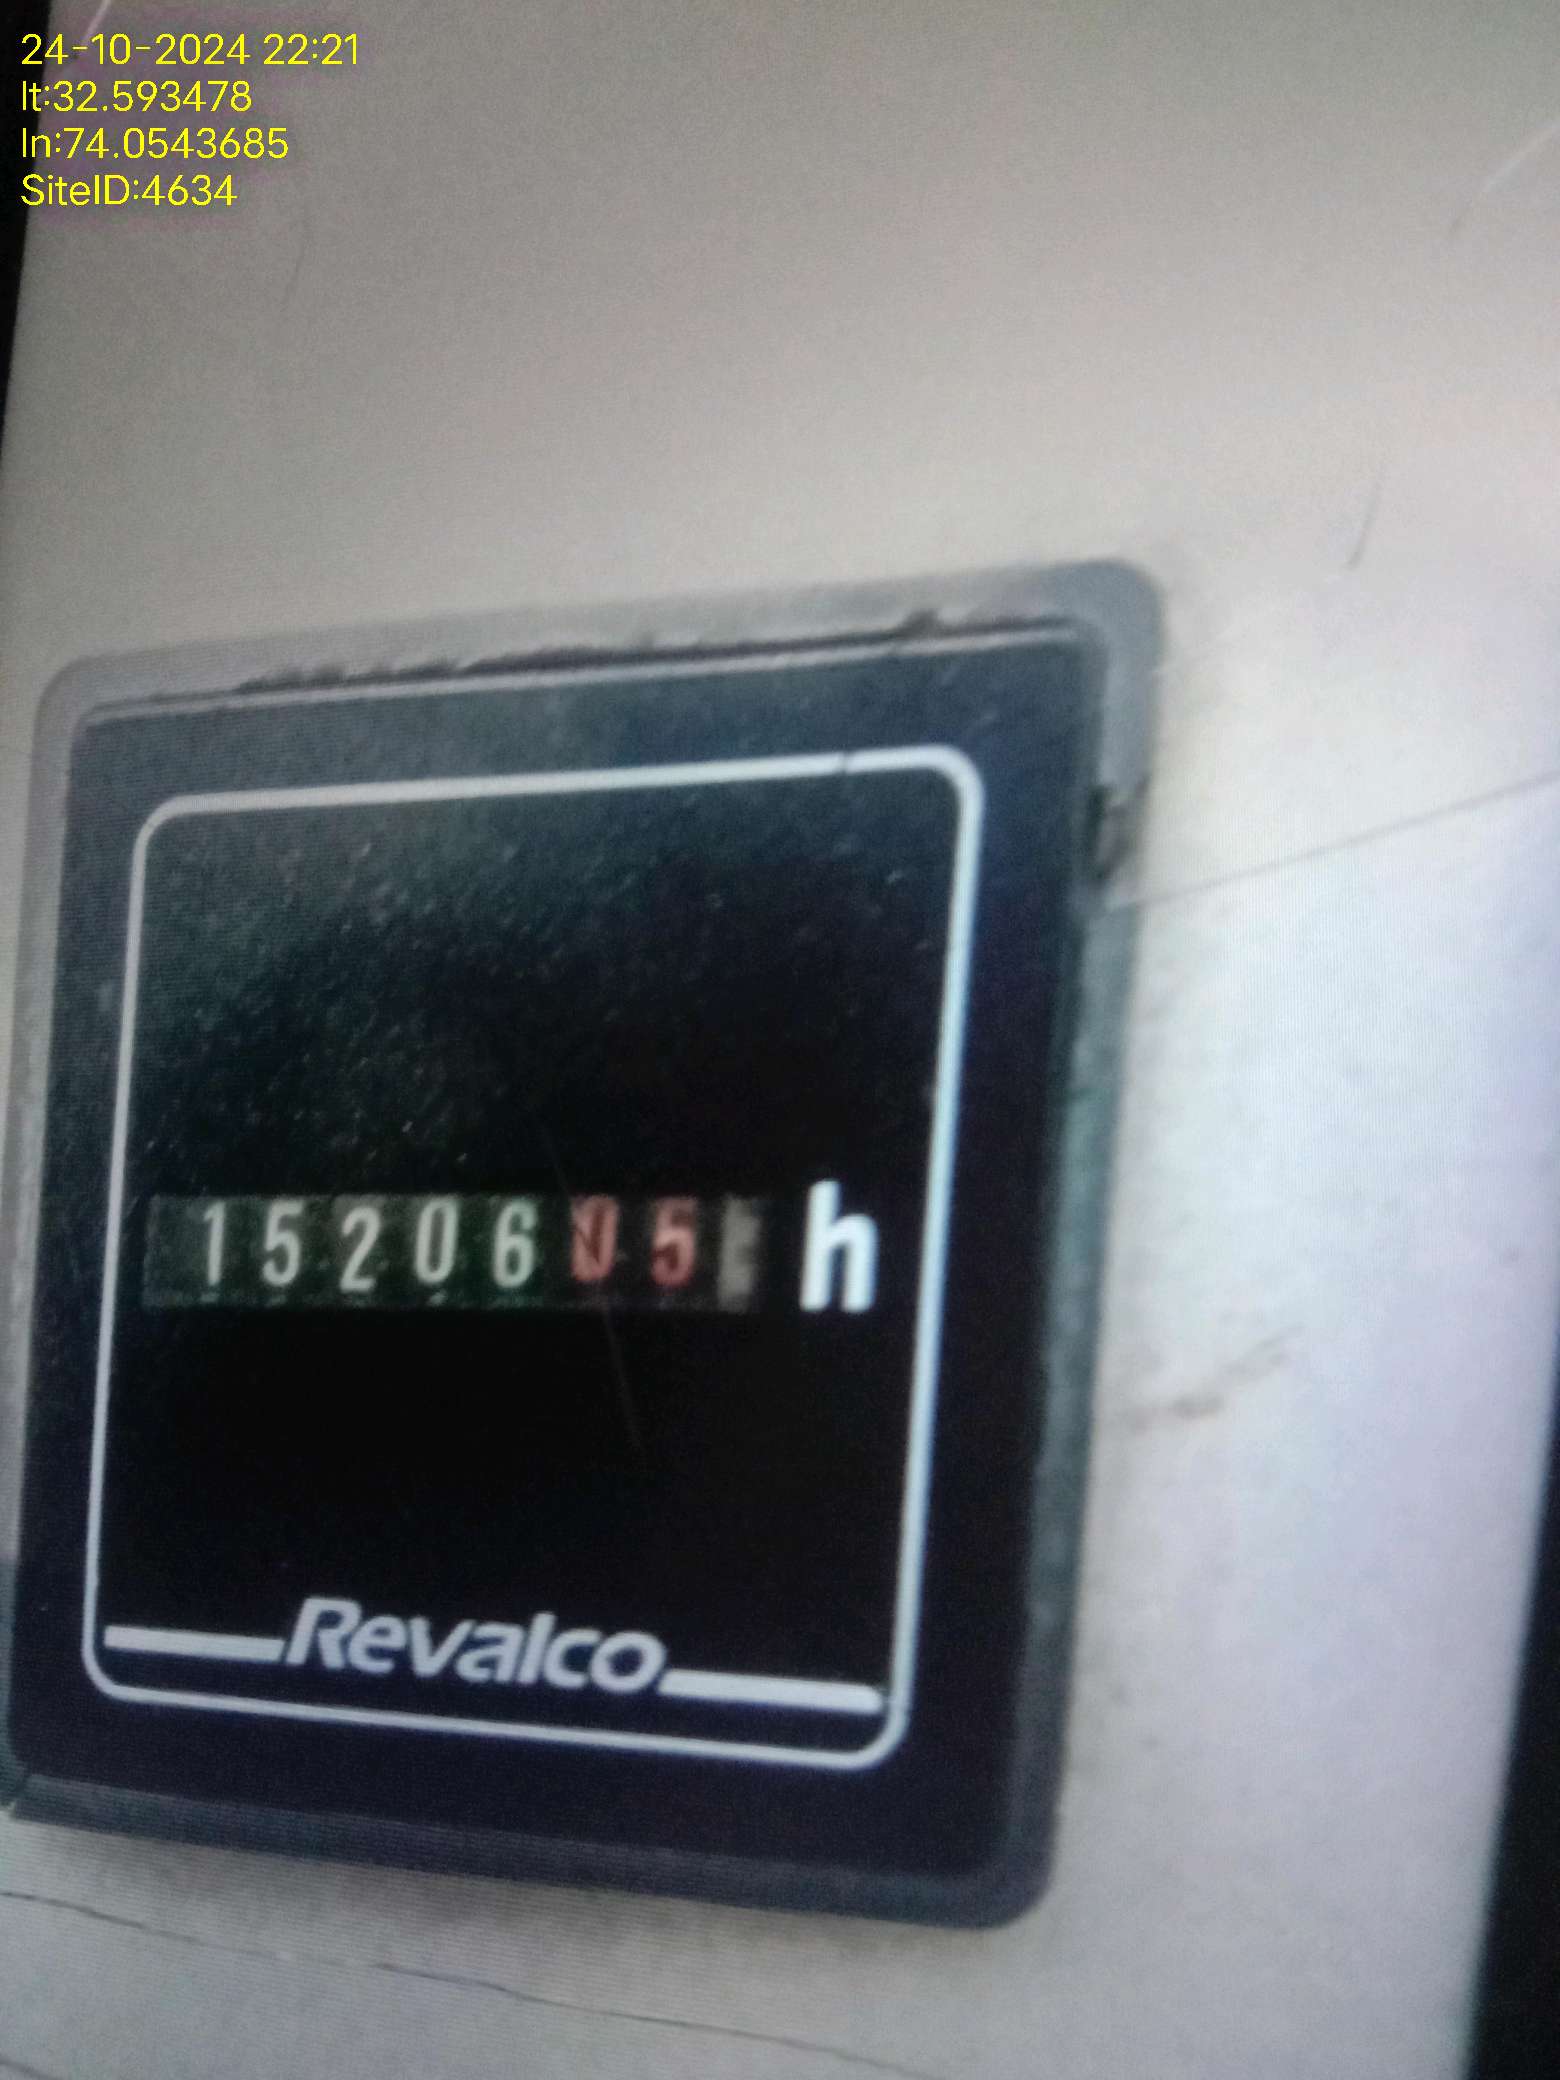 24-10-2024 22:21
lt:32.593478
ln:74.0543685
SiteID:4634
1520605 h
Revalco